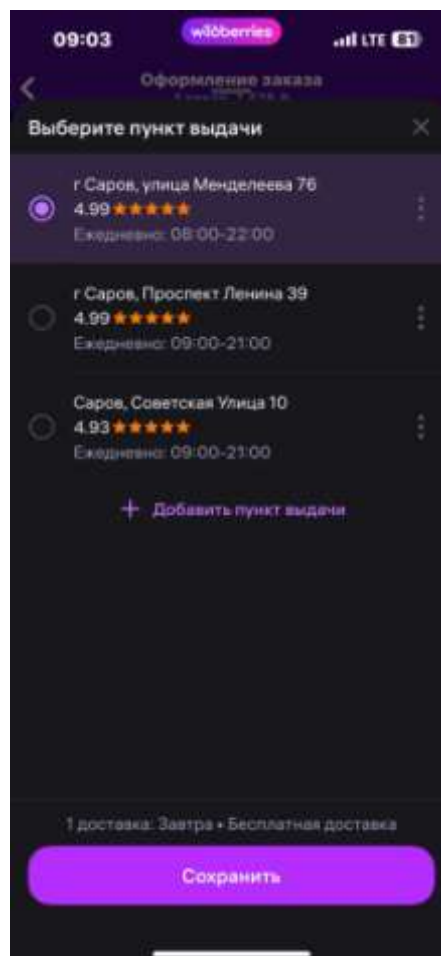 09:03
wildberries
LTE 61
Оформление заказа
Выберите пункт выдачи
г Саров, улица Менделеева 76
4.99
Ежедневно: 08:00-22:00
г Саров, Проспект Ленина 39
4.99
Ежедневно: 09:00-21:00
Саров, Советская Улица 10
4.93
Ежедневно: 09:00-21:00
+ Добавить пункт выдачи
1 доставка: Завтра • Бесплатная доставка
Сохранить